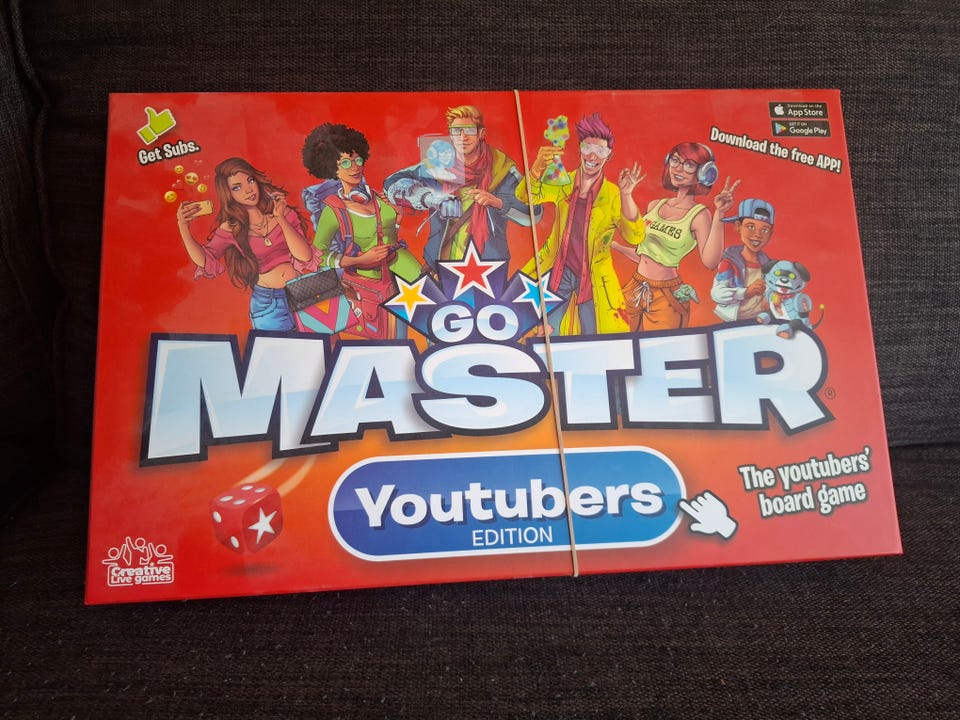 Get Subs.
Download on the
App Store
GET IT ON
Google Play
Download the free APP!
GAMES
GO
MASTER®
Youtubers
EDITION
The youtubers'
board game
Creative
Live games